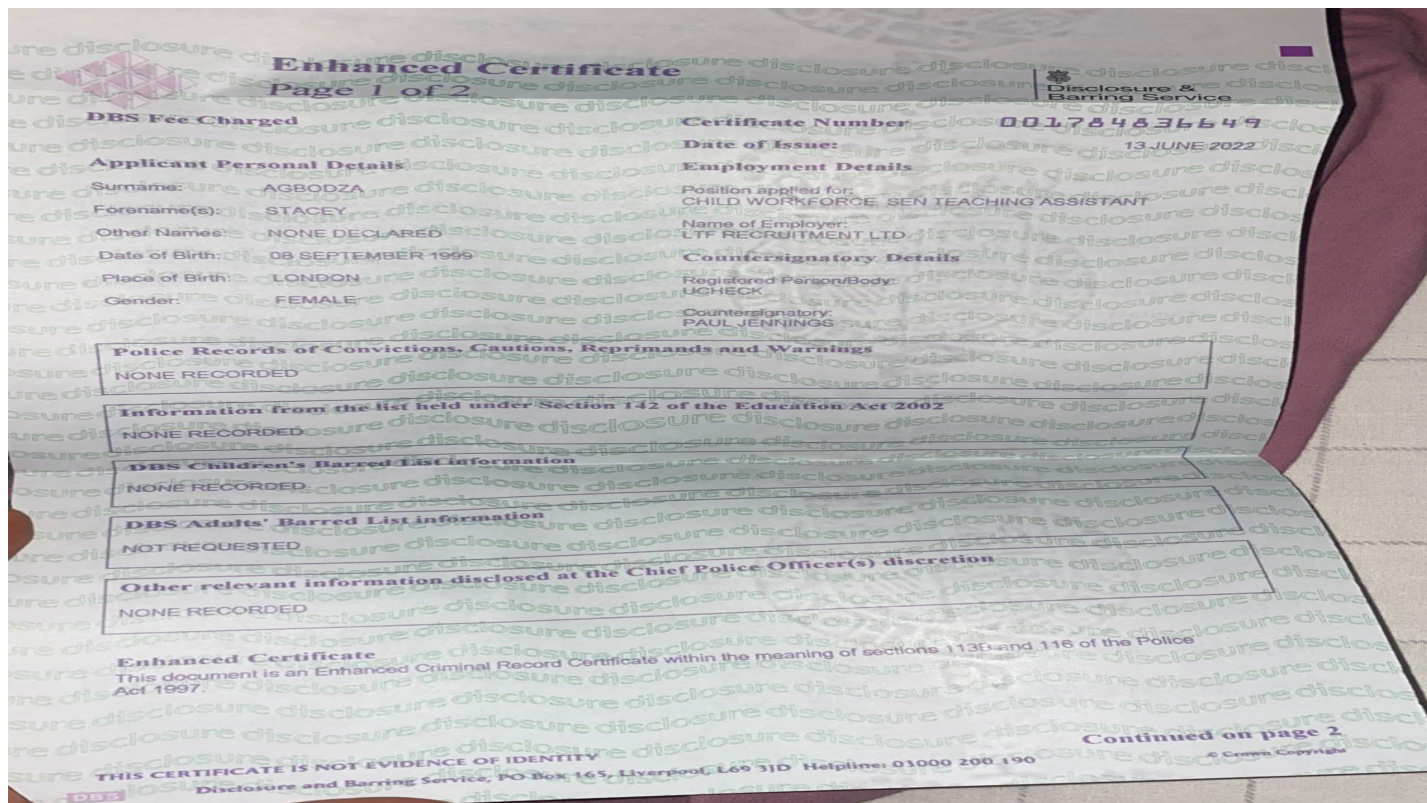 Enhanced Certificate
Page 1 of 2
Disclosure &
Barring Service
DBS Fee Charged
Certificate Number 001784836649
Date of Issue: 13 JUNE 2022
Applicant Personal Details
Surname: AGBODZA
Forename(s): STACEY
Other Names: NONE DECLARED
Date of Birth: 08 SEPTEMBER 1999
Place of Birth: LONDON
Gender: FEMALE
Employment Details
Position applied for:
CHILD WORKFORCE SEN TEACHING ASSISTANT
Name of Employer:
LTF RECRUITMENT LTD
Countersignatory Details
Registered Person/Body:
UCHECK
Countersignatory:
PAUL JENNINGS
Police Records of Convictions, Cautions, Reprimands and Warnings
NONE RECORDED
Information from the list held under Section 142 of the Education Act 2002
NONE RECORDED
DBS Children's Barred List information
NONE RECORDED
DBS Adults' Barred List information
NOT REQUESTED
Other relevant information disclosed at the Chief Police Officer(s) discretion
NONE RECORDED
Enhanced Certificate
This document is an Enhanced Criminal Record Certificate within the meaning of sections 113B and 116 of the Police
Act 1997.
Continued on page 2
THIS CERTIFICATE IS NOT EVIDENCE OF IDENTITY
© Crown Copyright
Disclosure and Barring Service, PO Box 165, Liverpool, L69 3JD Helpline: 03000 200 190
DBS